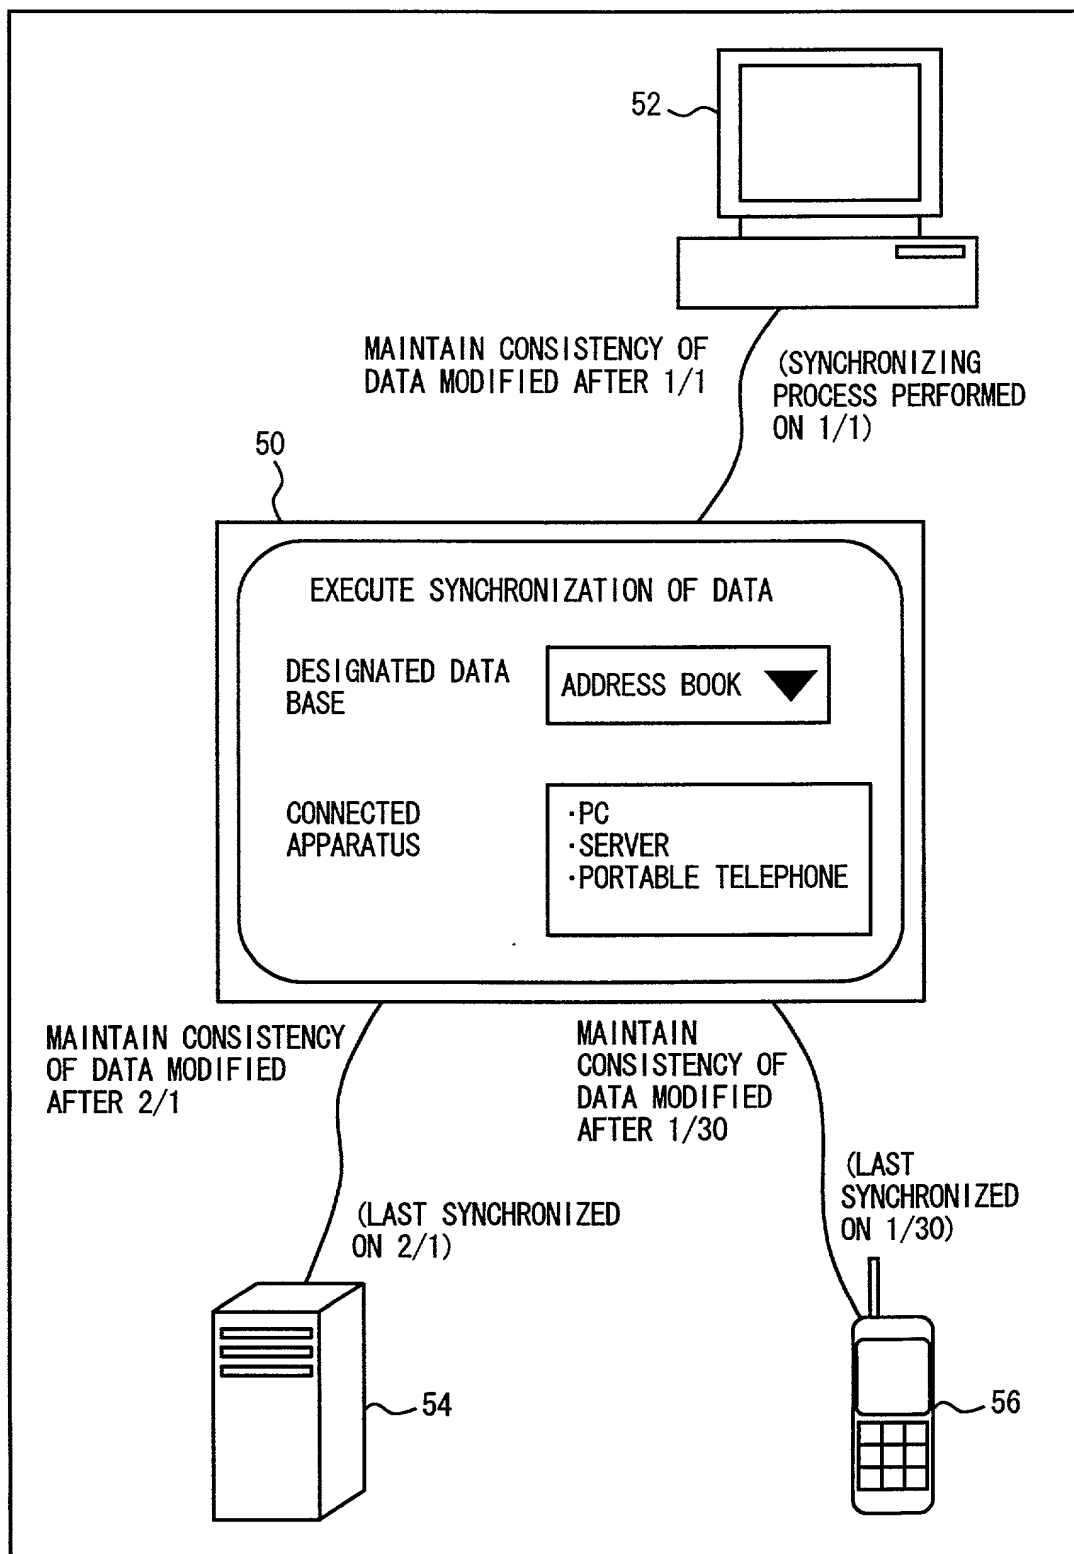 52
MAINTAIN CONSISTENCY OF
DATA MODIFIED AFTER 1/1
(SYNCHRONIZING
PROCESS PERFORMED
ON 1/1)
50
EXECUTE SYNCHRONIZATION OF DATA
DESIGNATED DATA
BASE
ADDRESS BOOK
CONNECTED
APPARATUS
·PC
·SERVER
·PORTABLE TELEPHONE
MAINTAIN CONSISTENCY
OF DATA MODIFIED
AFTER 2/1
MAINTAIN
CONSISTENCY OF
DATA MODIFIED
AFTER 1/30
(LAST SYNCHRONIZED
ON 2/1)
(LAST
SYNCHRONIZED
ON 1/30)
54
56